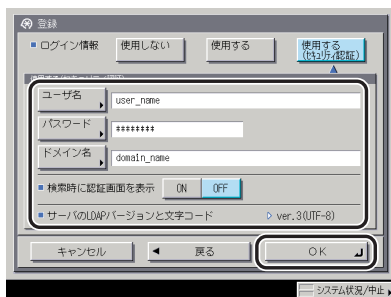 登録
ログイン情報
使用しない
使用する
使用する
(ｾｷｭﾘﾃｨ認証)
ユーザ名
user_name
パスワード
********
ドメイン名
domain_name
検索時に認証画面を表示
ON
OFF
サーバのLDAPバージョンと文字コード
ver.3(UTF-8)
キャンセル
戻る
OK
システム状況/中止